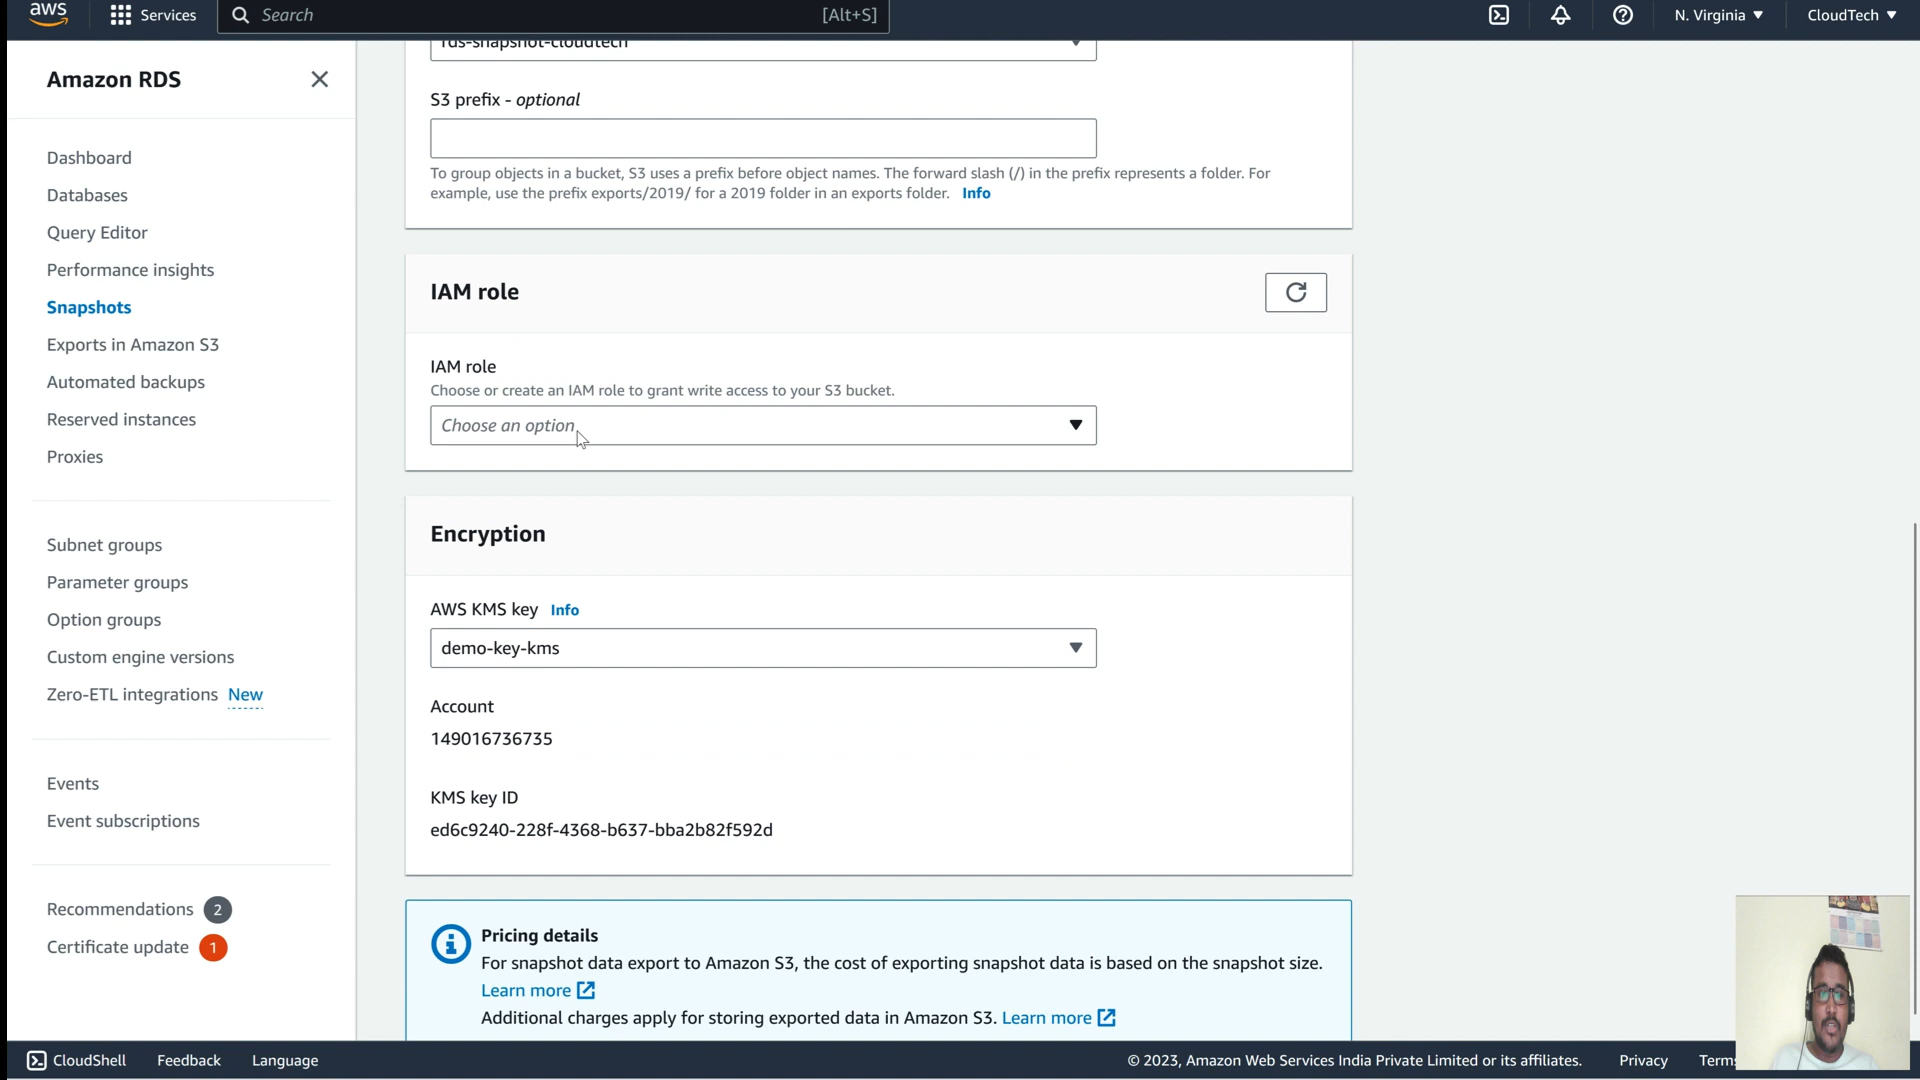 aws
Services
Search
[Alt+S]
N. Virginia
CloudTech
Amazon RDS
Dashboard
Databases
Query Editor
Performance insights
Snapshots
Exports in Amazon S3
Automated backups
Reserved instances
Proxies
Subnet groups
Parameter groups
Option groups
Custom engine versions
Zero-ETL integrations New
Events
Event subscriptions
Recommendations 2
Certificate update 1
rds-snapshot-cloudtech
S3 prefix - optional
To group objects in a bucket, S3 uses a prefix before object names. The forward slash (/) in the prefix represents a folder. For
example, use the prefix exports/2019/ for a 2019 folder in an exports folder. Info
IAM role
IAM role
Choose or create an IAM role to grant write access to your S3 bucket.
Choose an option
Encryption
AWS KMS key Info
demo-key-kms
Account
149016736735
KMS key ID
ed6c9240-228f-4368-b637-bba2b82f592d
Pricing details
For snapshot data export to Amazon S3, the cost of exporting snapshot data is based on the snapshot size.
Learn more
Additional charges apply for storing exported data in Amazon S3. Learn more
CloudShell
Feedback
Language
© 2023, Amazon Web Services India Private Limited or its affiliates.
Privacy
Terms